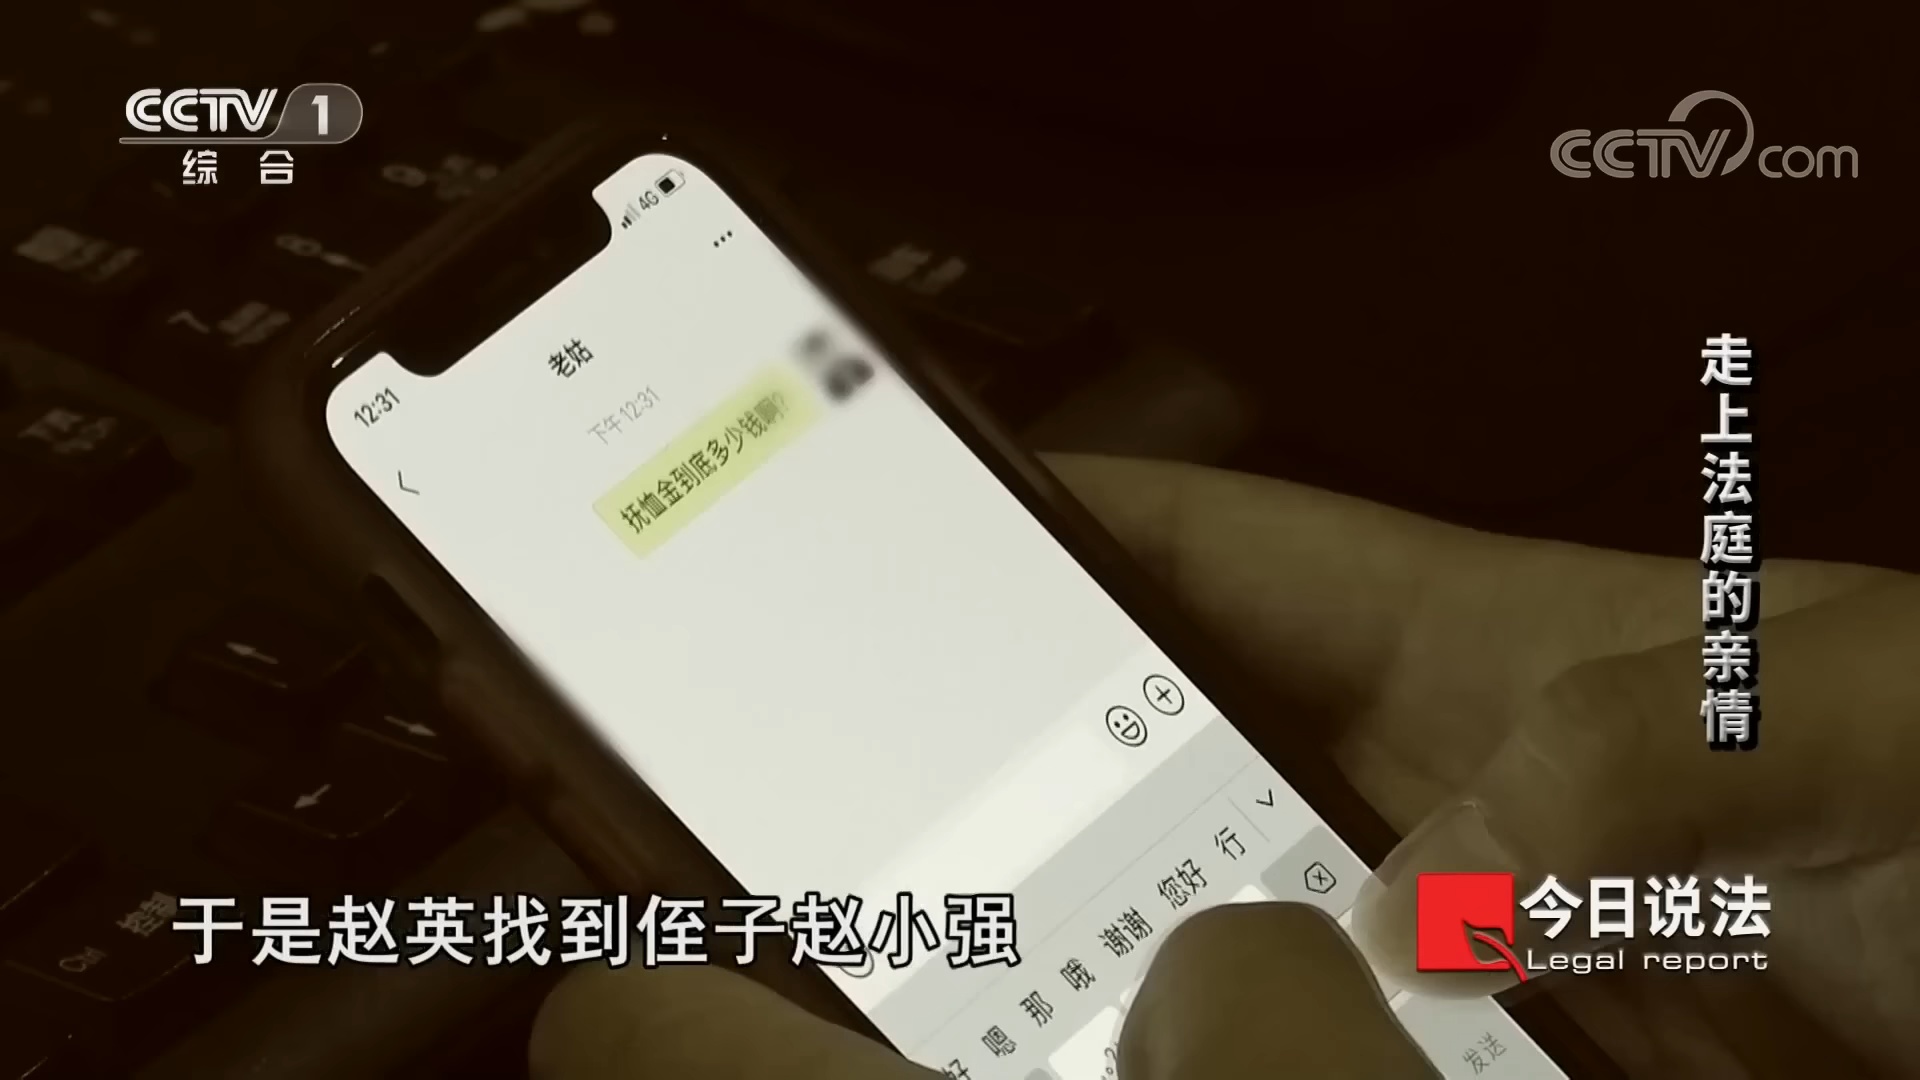 CCTV 1
综 合
CCTV com
4G
12:31
老姑
下午 12:31
抚恤金到底多少钱啊?
走上法庭的亲情
好 嗯 那 哦 谢谢 您好 行
发送
Ctrl
于是赵英找到侄子赵小强
今日说法
Legal report